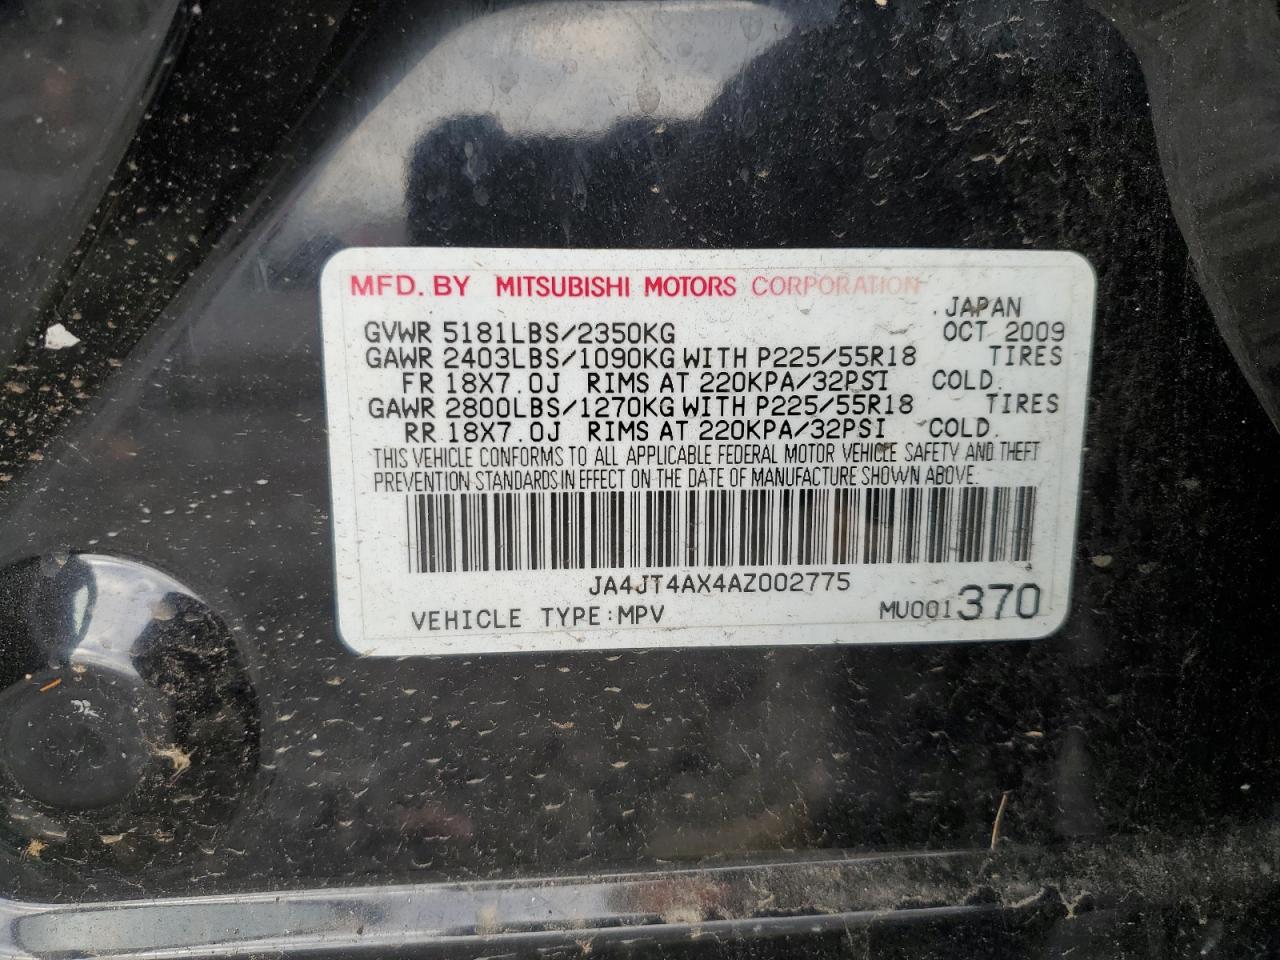 MFD. BY MITSUBISHI MOTORS CORPORATION
JAPAN
GVWR 5181LBS/2350KG OCT 2009
GAWR 2403LBS/1090KG WITH P225/55R18 TIRES
FR 18X7.0J RIMS AT 220KPA/32PSI COLD.
GAWR 2800LBS/1270KG WITH P225/55R18 TIRES
RR 18X7.0J RIMS AT 220KPA/32PSI COLD.
THIS VEHICLE CONFORMS TO ALL APPLICABLE FEDERAL MOTOR VEHICLE SAFETY AND THEFT
PREVENTION STANDARDS IN EFFECT ON THE DATE OF MANUFACTURE SHOWN ABOVE.
JA4JT4AX4AZ002775
VEHICLE TYPE:MPV MU001370